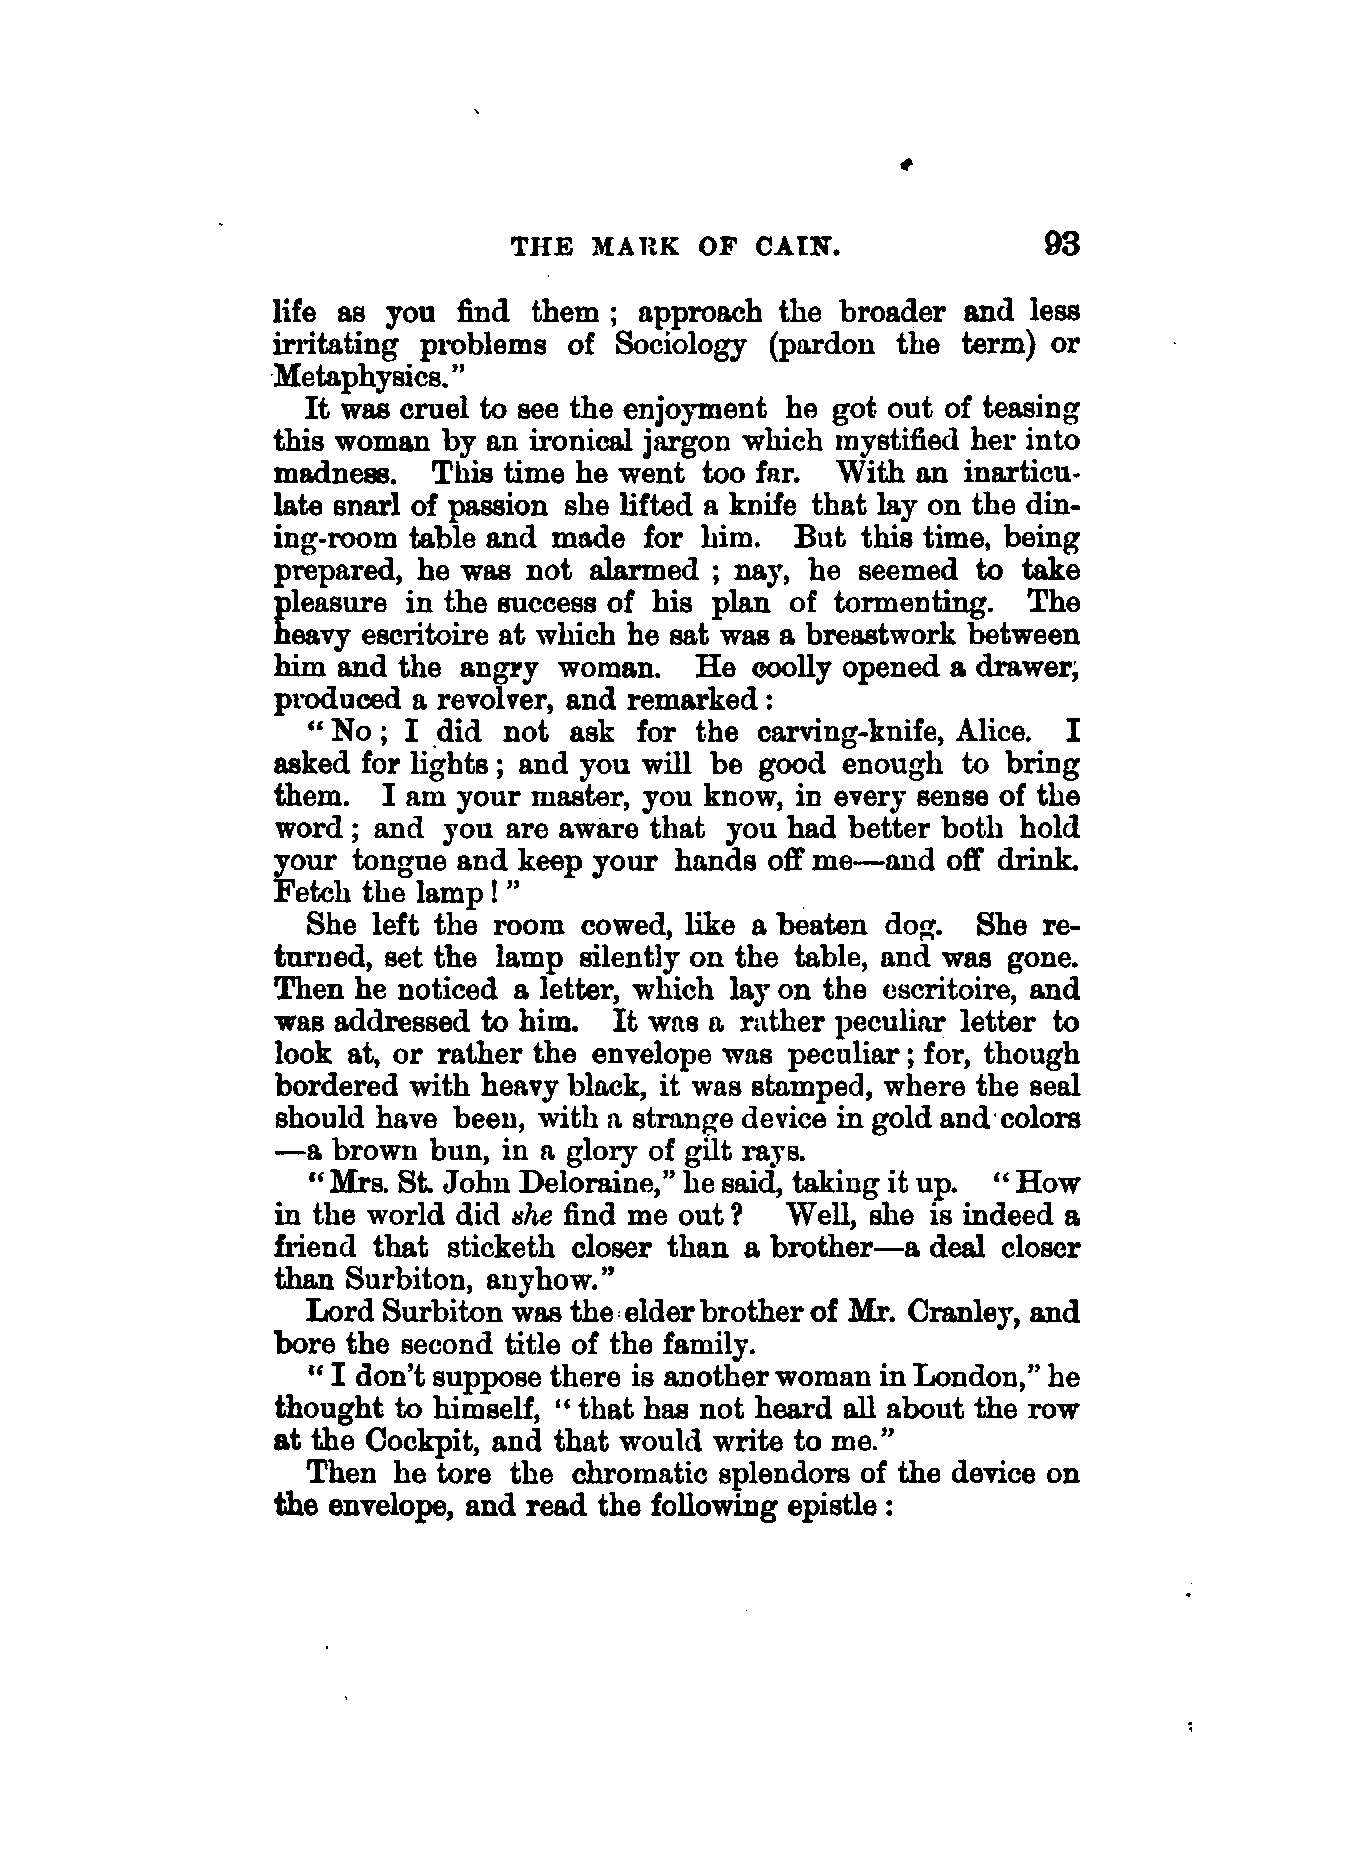 THE MARK OF CAIN. 93
life as you find them ; approach the broader and less
irritating problems of Sociology (pardon the term) or
Metaphysics."
It was cruel to see the enjoyment he got out of teasing
this woman by an ironical jargon which mystified her into
madness. This time he went too far. With an inarticu-
late snarl of passion she lifted a knife that lay on the din-
ing-room table and made for him. But this time, being
prepared, he was not alarmed ; nay, he seemed to take
pleasure in the success of his plan of tormenting. The
heavy escritoire at which he sat was a breastwork between
him and the angry woman. He coolly opened a drawer,
produced a revolver, and remarked :
"No ; I did not ask for the carving-knife, Alice. I
asked for lights ; and you will be good enough to bring
them. I am your master, you know, in every sense of the
word ; and you are aware that you had better both hold
your tongue and keep your hands off me—and off drink.
Fetch the lamp ! "
She left the room cowed, like a beaten dog. She re-
turned, set the lamp silently on the table, and was gone.
Then he noticed a letter, which lay on the escritoire, and
was addressed to him. It was a rather peculiar letter to
look at, or rather the envelope was peculiar ; for, though
bordered with heavy black, it was stamped, where the seal
should have been, with a strange device in gold and colors
—a brown bun, in a glory of gilt rays.
"Mrs. St. John Deloraine," he said, taking it up. "How
in the world did she find me out ? Well, she is indeed a
friend that sticketh closer than a brother—a deal closer
than Surbiton, anyhow."
Lord Surbiton was the elder brother of Mr. Cranley, and
bore the second title of the family.
"I don't suppose there is another woman in London," he
thought to himself, "that has not heard all about the row
at the Cockpit, and that would write to me."
Then he tore the chromatic splendors of the device on
the envelope, and read the following epistle :